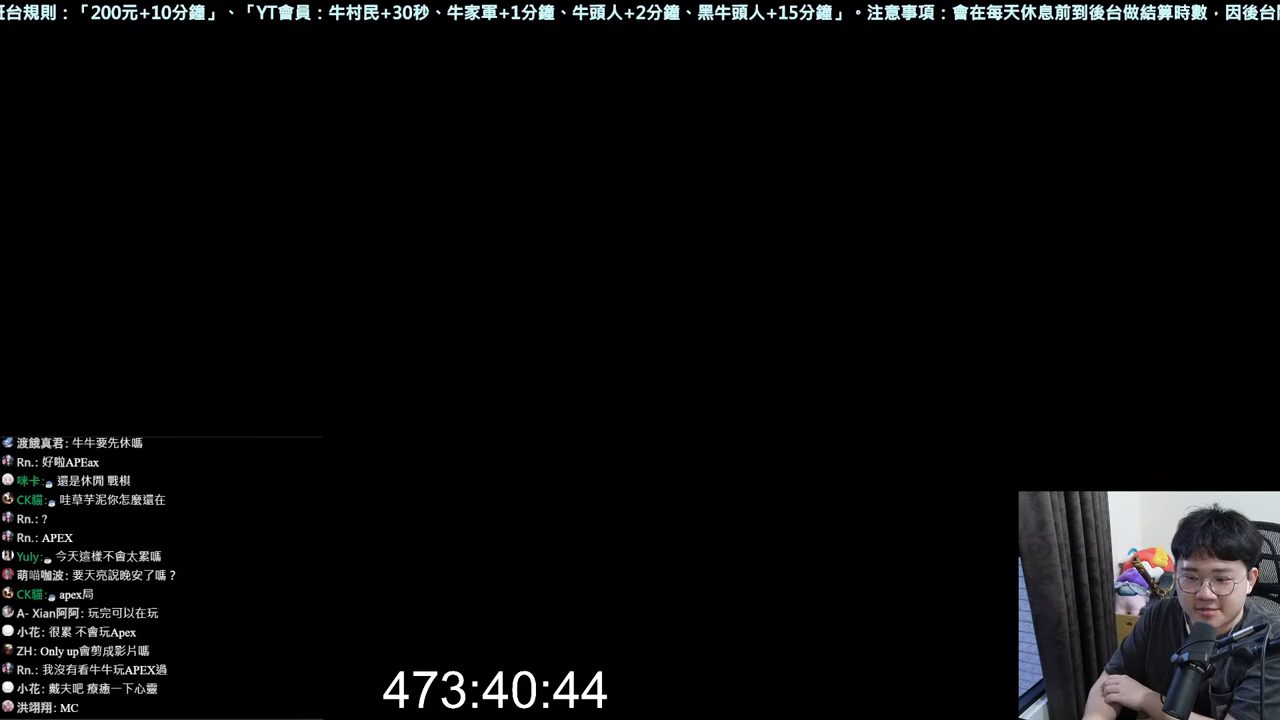 班台規則：「200元+10分鐘」、「YT會員：牛村民+30秒、牛家軍+1分鐘、牛頭人+2分鐘、黑牛頭人+15分鐘」。注意事項：會在每天休息前到後台做結算時數，因後台
渡餓真君: 牛牛要先休嗎
Rn.: 好啦APEax
咪卡: 還是休閒 戰棋
CK貓: 哇草芋泥你怎麼還在
Rn.: ?
Rn.: APEX
Yuly: 今天這樣不會太累嗎
萌喵咖波: 要天亮說晚安了嗎？
CK貓: apex局
A- Xian阿阿: 玩完可以在玩
小花: 很累 不會玩Apex
ZH: Only up會剪成影片嗎
Rn.: 我沒有看牛牛玩APEX過
小花: 戴夫吧 療癒一下心靈
洪翊翔: MC
473:40:44